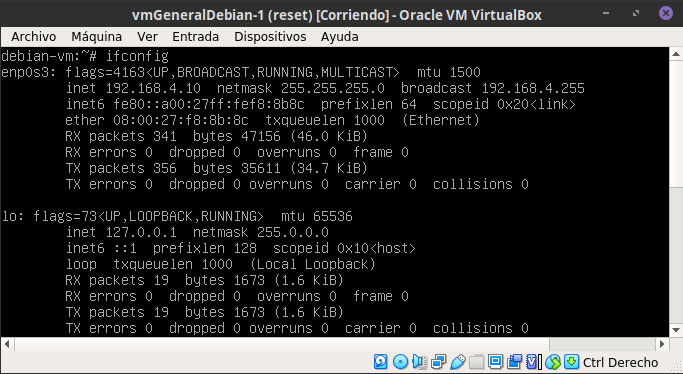 vmGeneralDebian-1 (reset) [Corriendo] - Oracle VM VirtualBox
Archivo Máquina Ver Entrada Dispositivos Ayuda
debian-vm:~# ifconfig
enp0s3: flags=4163<UP,BROADCAST,RUNNING,MULTICAST>  mtu 1500
        inet 192.168.4.10  netmask 255.255.255.0  broadcast 192.168.4.255
        inet6 fe80::a00:27ff:fef8:8b8c  prefixlen 64  scopeid 0x20<link>
        ether 08:00:27:f8:8b:8c  txqueuelen 1000  (Ethernet)
        RX packets 341  bytes 47156 (46.0 KiB)
        RX errors 0  dropped 0  overruns 0  frame 0
        TX packets 356  bytes 35611 (34.7 KiB)
        TX errors 0  dropped 0 overruns 0  carrier 0  collisions 0
lo: flags=73<UP,LOOPBACK,RUNNING>  mtu 65536
        inet 127.0.0.1  netmask 255.0.0.0
        inet6 ::1  prefixlen 128  scopeid 0x10<host>
        loop  txqueuelen 1000  (Local Loopback)
        RX packets 19  bytes 1673 (1.6 KiB)
        RX errors 0  dropped 0  overruns 0  frame 0
        TX packets 19  bytes 1673 (1.6 KiB)
        TX errors 0  dropped 0 overruns 0  carrier 0  collisions 0
Ctrl Derecho